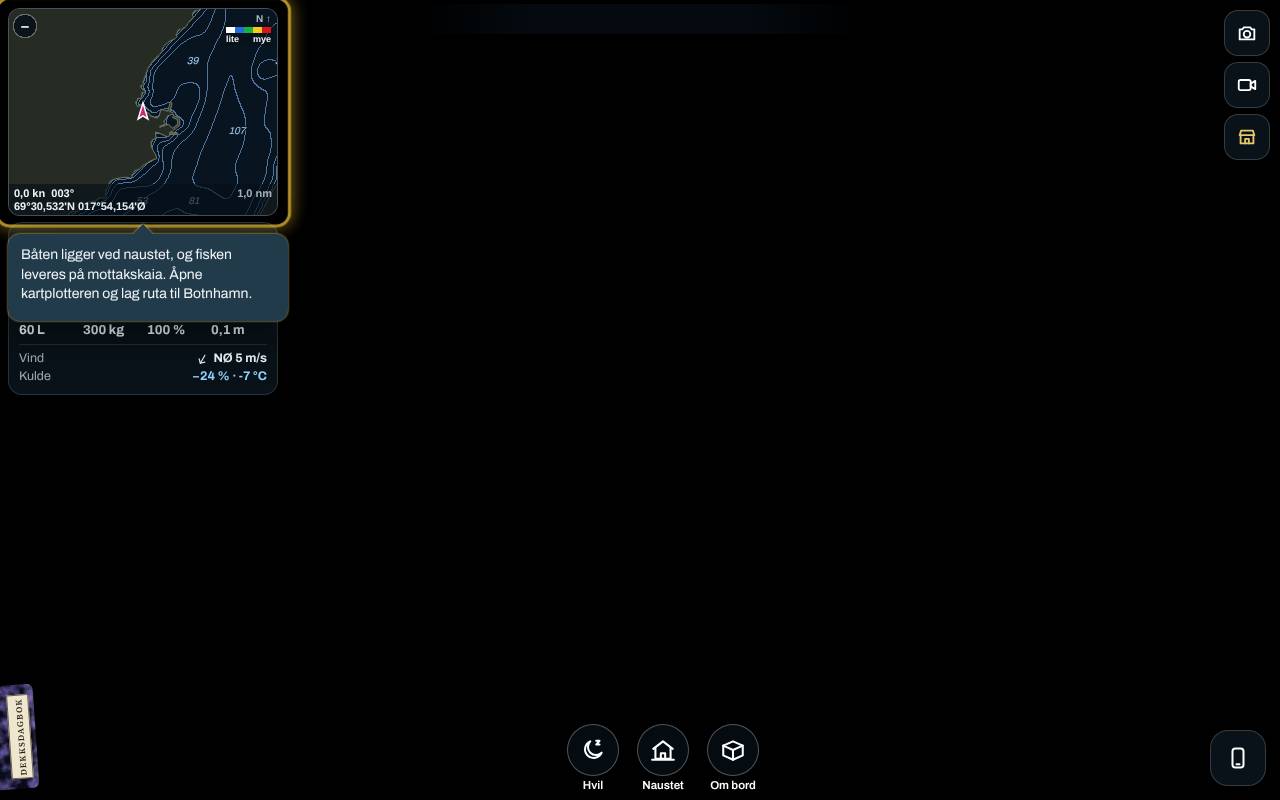 N ↑
lite mye
39
107
0,0 kn 003°
1,0 nm
81
69°30,532'N 017°54,154'Ø
Båten ligger ved naustet, og fisken
leveres på mottakskaia. Åpne
kartplotteren og lag ruta til Botnhamn.
60 L 300 kg 100 % 0,1 m
Vind ↙ NØ 5 m/s
Kulde −24 % · -7 °C
DEKKSDAGBOK
Hvil Naustet Om bord